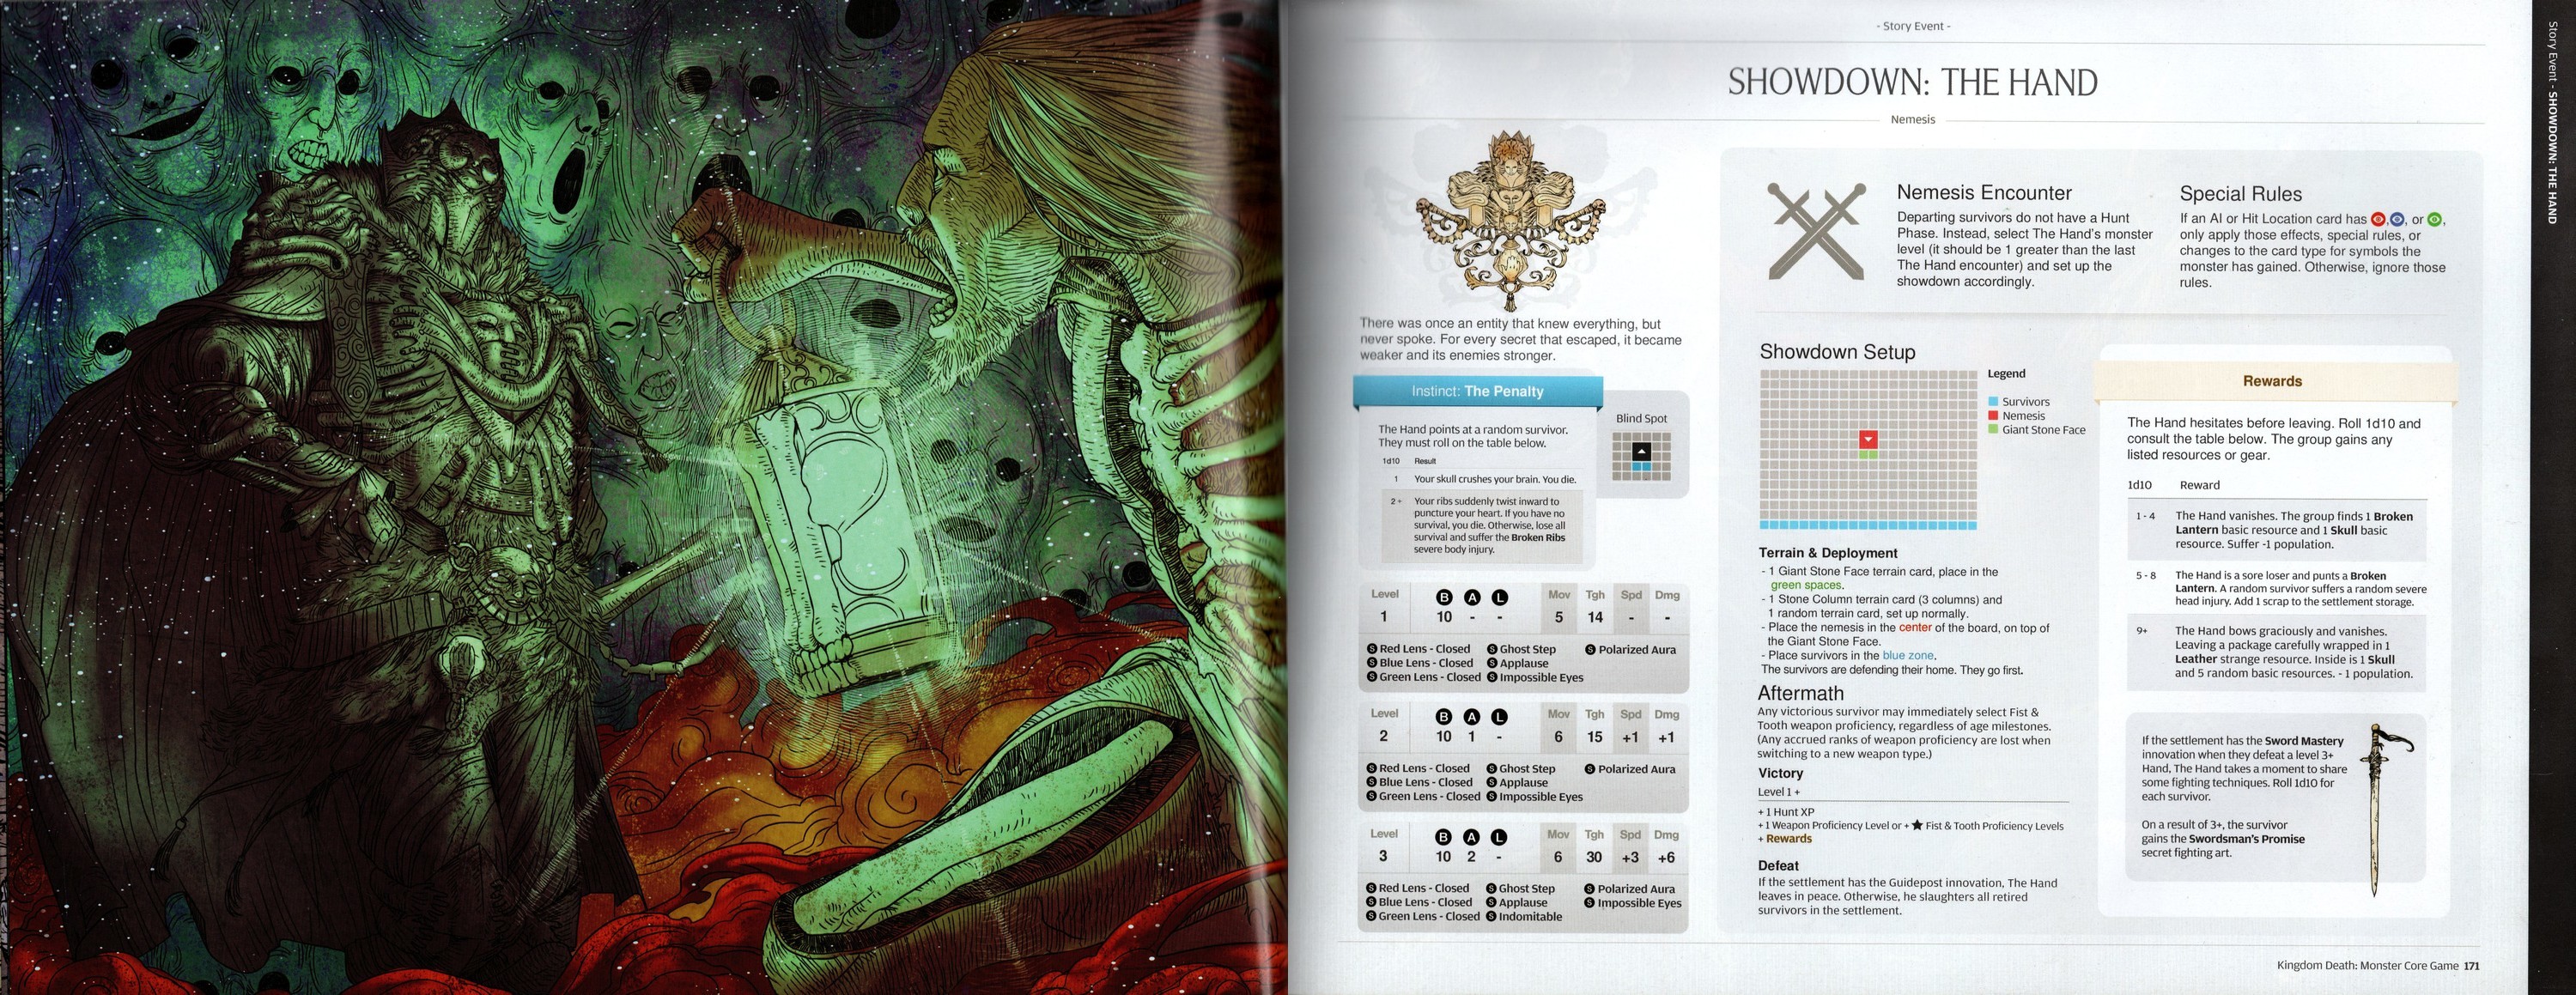 - Story Event -
SHOWDOWN: THE HAND
Nemesis
There was once an entity that knew everything, but
never spoke. For every secret that escaped, it became
weaker and its enemies stronger.
Instinct: The Penalty
The Hand points at a random survivor.
They must roll on the table below.
1d10 Result
1 Your skull crushes your brain. You die.
2+ Your ribs suddenly twist inward to
puncture your heart. If you have no
survival, you die. Otherwise, lose all
survival and suffer the Broken Ribs
severe body injury.
Blind Spot
Level B A L Mov Tgh Spd Dmg
1 10 - - 5 14 - -
S Red Lens - Closed S Ghost Step S Polarized Aura
S Blue Lens - Closed S Applause
S Green Lens - Closed S Impossible Eyes
Level B A L Mov Tgh Spd Dmg
2 10 1 - 6 15 +1 +1
S Red Lens - Closed S Ghost Step S Polarized Aura
S Blue Lens - Closed S Applause
S Green Lens - Closed S Impossible Eyes
Level B A L Mov Tgh Spd Dmg
3 10 2 - 6 30 +3 +6
S Red Lens - Closed S Ghost Step S Polarized Aura
S Blue Lens - Closed S Applause S Impossible Eyes
S Green Lens - Closed S Indomitable
Nemesis Encounter
Departing survivors do not have a Hunt
Phase. Instead, select The Hand's monster
level (it should be 1 greater than the last
The Hand encounter) and set up the
showdown accordingly.
Special Rules
If an AI or Hit Location card has , , or ,
only apply those effects, special rules, or
changes to the card type for symbols the
monster has gained. Otherwise, ignore those
rules.
Showdown Setup
Legend
Survivors
Nemesis
Giant Stone Face
Terrain & Deployment
- 1 Giant Stone Face terrain card, place in the
green spaces.
- 1 Stone Column terrain card (3 columns) and
1 random terrain card, set up normally.
- Place the nemesis in the center of the board, on top of
the Giant Stone Face.
- Place survivors in the blue zone.
The survivors are defending their home. They go first.
Aftermath
Any victorious survivor may immediately select Fist &
Tooth weapon proficiency, regardless of age milestones.
(Any accrued ranks of weapon proficiency are lost when
switching to a new weapon type.)
Victory
Level 1 +
+ 1 Hunt XP
+ 1 Weapon Proficiency Level or + ★ Fist & Tooth Proficiency Levels
+ Rewards
Defeat
If the settlement has the Guidepost innovation, The Hand
leaves in peace. Otherwise, he slaughters all retired
survivors in the settlement.
Rewards
The Hand hesitates before leaving. Roll 1d10 and
consult the table below. The group gains any
listed resources or gear.
1d10 Reward
1 - 4 The Hand vanishes. The group finds 1 Broken
Lantern basic resource and 1 Skull basic
resource. Suffer -1 population.
5 - 8 The Hand is a sore loser and punts a Broken
Lantern. A random survivor suffers a random severe
head injury. Add 1 scrap to the settlement storage.
9+ The Hand bows graciously and vanishes.
Leaving a package carefully wrapped in 1
Leather strange resource. Inside is 1 Skull
and 5 random basic resources. - 1 population.
If the settlement has the Sword Mastery
innovation when they defeat a level 3+
Hand, The Hand takes a moment to share
some fighting techniques. Roll 1d10 for
each survivor.
On a result of 3+, the survivor
gains the Swordsman's Promise
secret fighting art.
Kingdom Death: Monster Core Game 171
Story Event - SHOWDOWN: THE HAND